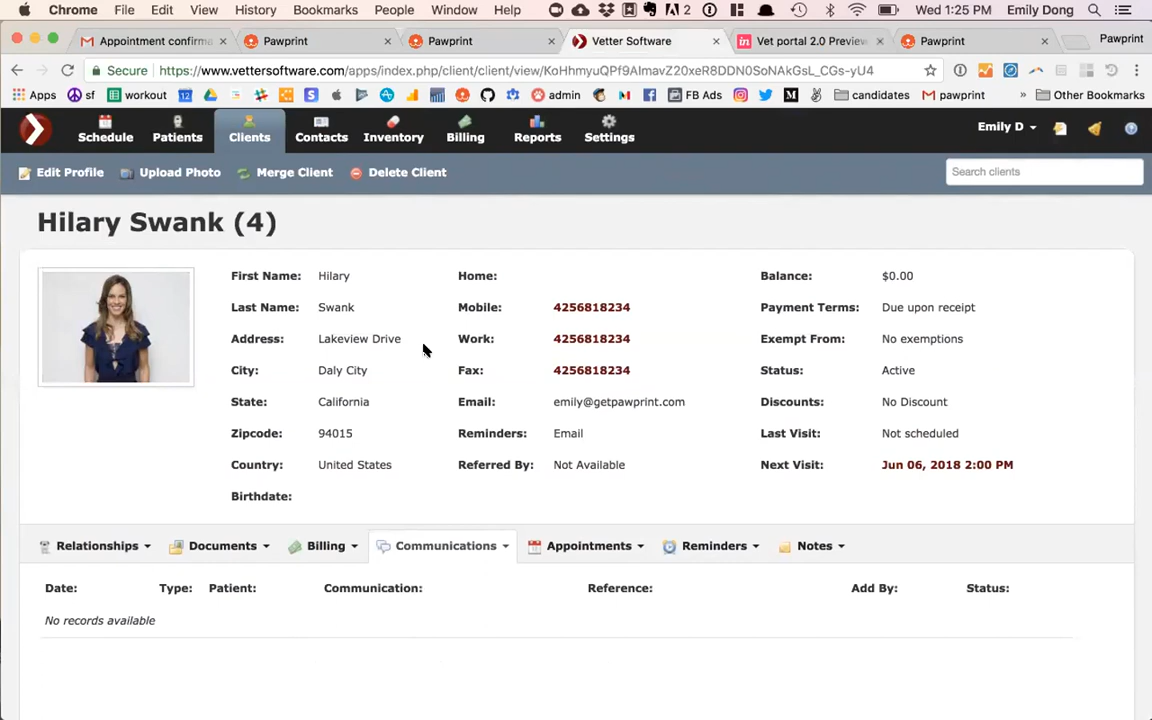 Chrome File Edit View History Bookmarks People Window Help 2 Wed 1:25 PM Emily Dong
Appointment confirma Pawprint Pawprint Vetter Software Vet portal 2.0 Preview Pawprint Pawprint
Secure https://www.vettersoftware.com/apps/index.php/client/client/view/KoHhmyuQPf9AImavZ20xeR8DDN0SoNAkGsL_CGs-yU4
Apps sf workout 12 admin FB Ads candidates pawprint » Other Bookmarks
Schedule Patients Clients Contacts Inventory Billing Reports Settings Emily D
Edit Profile Upload Photo Merge Client Delete Client Search clients
Hilary Swank (4)
First Name: Hilary Home: Balance: $0.00
Last Name: Swank Mobile: 4256818234 Payment Terms: Due upon receipt
Address: Lakeview Drive Work: 4256818234 Exempt From: No exemptions
City: Daly City Fax: 4256818234 Status: Active
State: California Email: emily@getpawprint.com Discounts: No Discount
Zipcode: 94015 Reminders: Email Last Visit: Not scheduled
Country: United States Referred By: Not Available Next Visit: Jun 06, 2018 2:00 PM
Birthdate:
Relationships Documents Billing Communications Appointments Reminders Notes
Date: Type: Patient: Communication: Reference: Add By: Status:
No records available